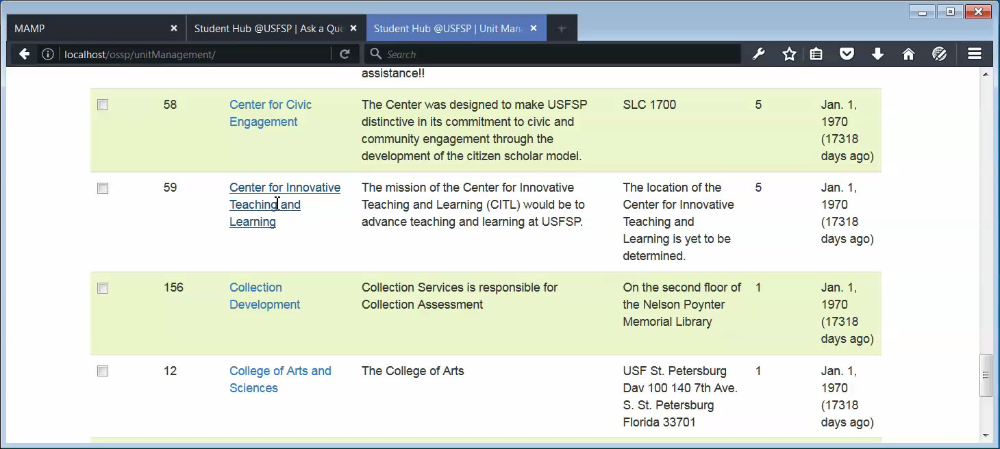 MAMP
Student Hub @USFSP | Ask a Que
Student Hub @USFSP | Unit Man
localhost/ossp/unitManagement/
Search
assistance!!
58
Center for Civic
Engagement
The Center was designed to make USFSP
distinctive in its commitment to civic and
community engagement through the
development of the citizen scholar model.
SLC 1700
5
Jan. 1,
1970
(17318
days ago)
59
Center for Innovative
Teaching and
Learning
The mission of the Center for Innovative
Teaching and Learning (CITL) would be to
advance teaching and learning at USFSP.
The location of the
Center for Innovative
Teaching and
Learning is yet to be
determined.
5
Jan. 1,
1970
(17318
days ago)
156
Collection
Development
Collection Services is responsible for
Collection Assessment
On the second floor of
the Nelson Poynter
Memorial Library
1
Jan. 1,
1970
(17318
days ago)
12
College of Arts and
Sciences
The College of Arts
USF St. Petersburg
Dav 100 140 7th Ave.
S. St. Petersburg
Florida 33701
1
Jan. 1,
1970
(17318
days ago)